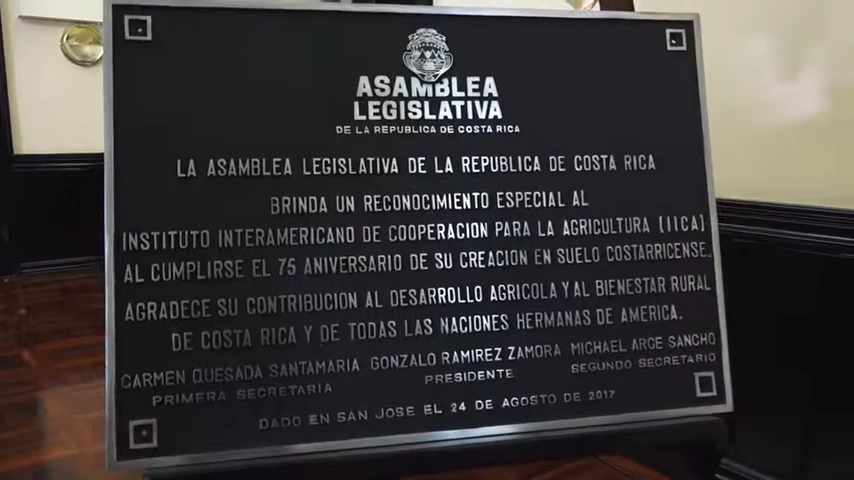 ASAMBLEA
LEGISLATIVA
DE LA REPUBLICA DE COSTA RICA
LA ASAMBLEA LEGISLATIVA DE LA REPUBLICA DE COSTA RICA
BRINDA UN RECONOCIMIENTO ESPECIAL AL
INSTITUTO INTERAMERICANO DE COOPERACION PARA LA AGRICULTURA [IICA]
AL CUMPLIRSE EL 75 ANIVERSARIO DE SU CREACION EN SUELO COSTARRICENSE.
AGRADECE SU CONTRIBUCION AL DESARROLLO AGRICOLA Y AL BIENESTAR RURAL
DE COSTA RICA Y DE TODAS LAS NACIONES HERMANAS DE AMERICA.
CARMEN QUESADA SANTAMARIA GONZALO RAMIREZ ZAMORA MICHAEL ARCE SANCHO
PRIMERA SECRETARIA PRESIDENTE SEGUNDO SECRETARIO
DADO EN SAN JOSE EL 24 DE AGOSTO DE 2017